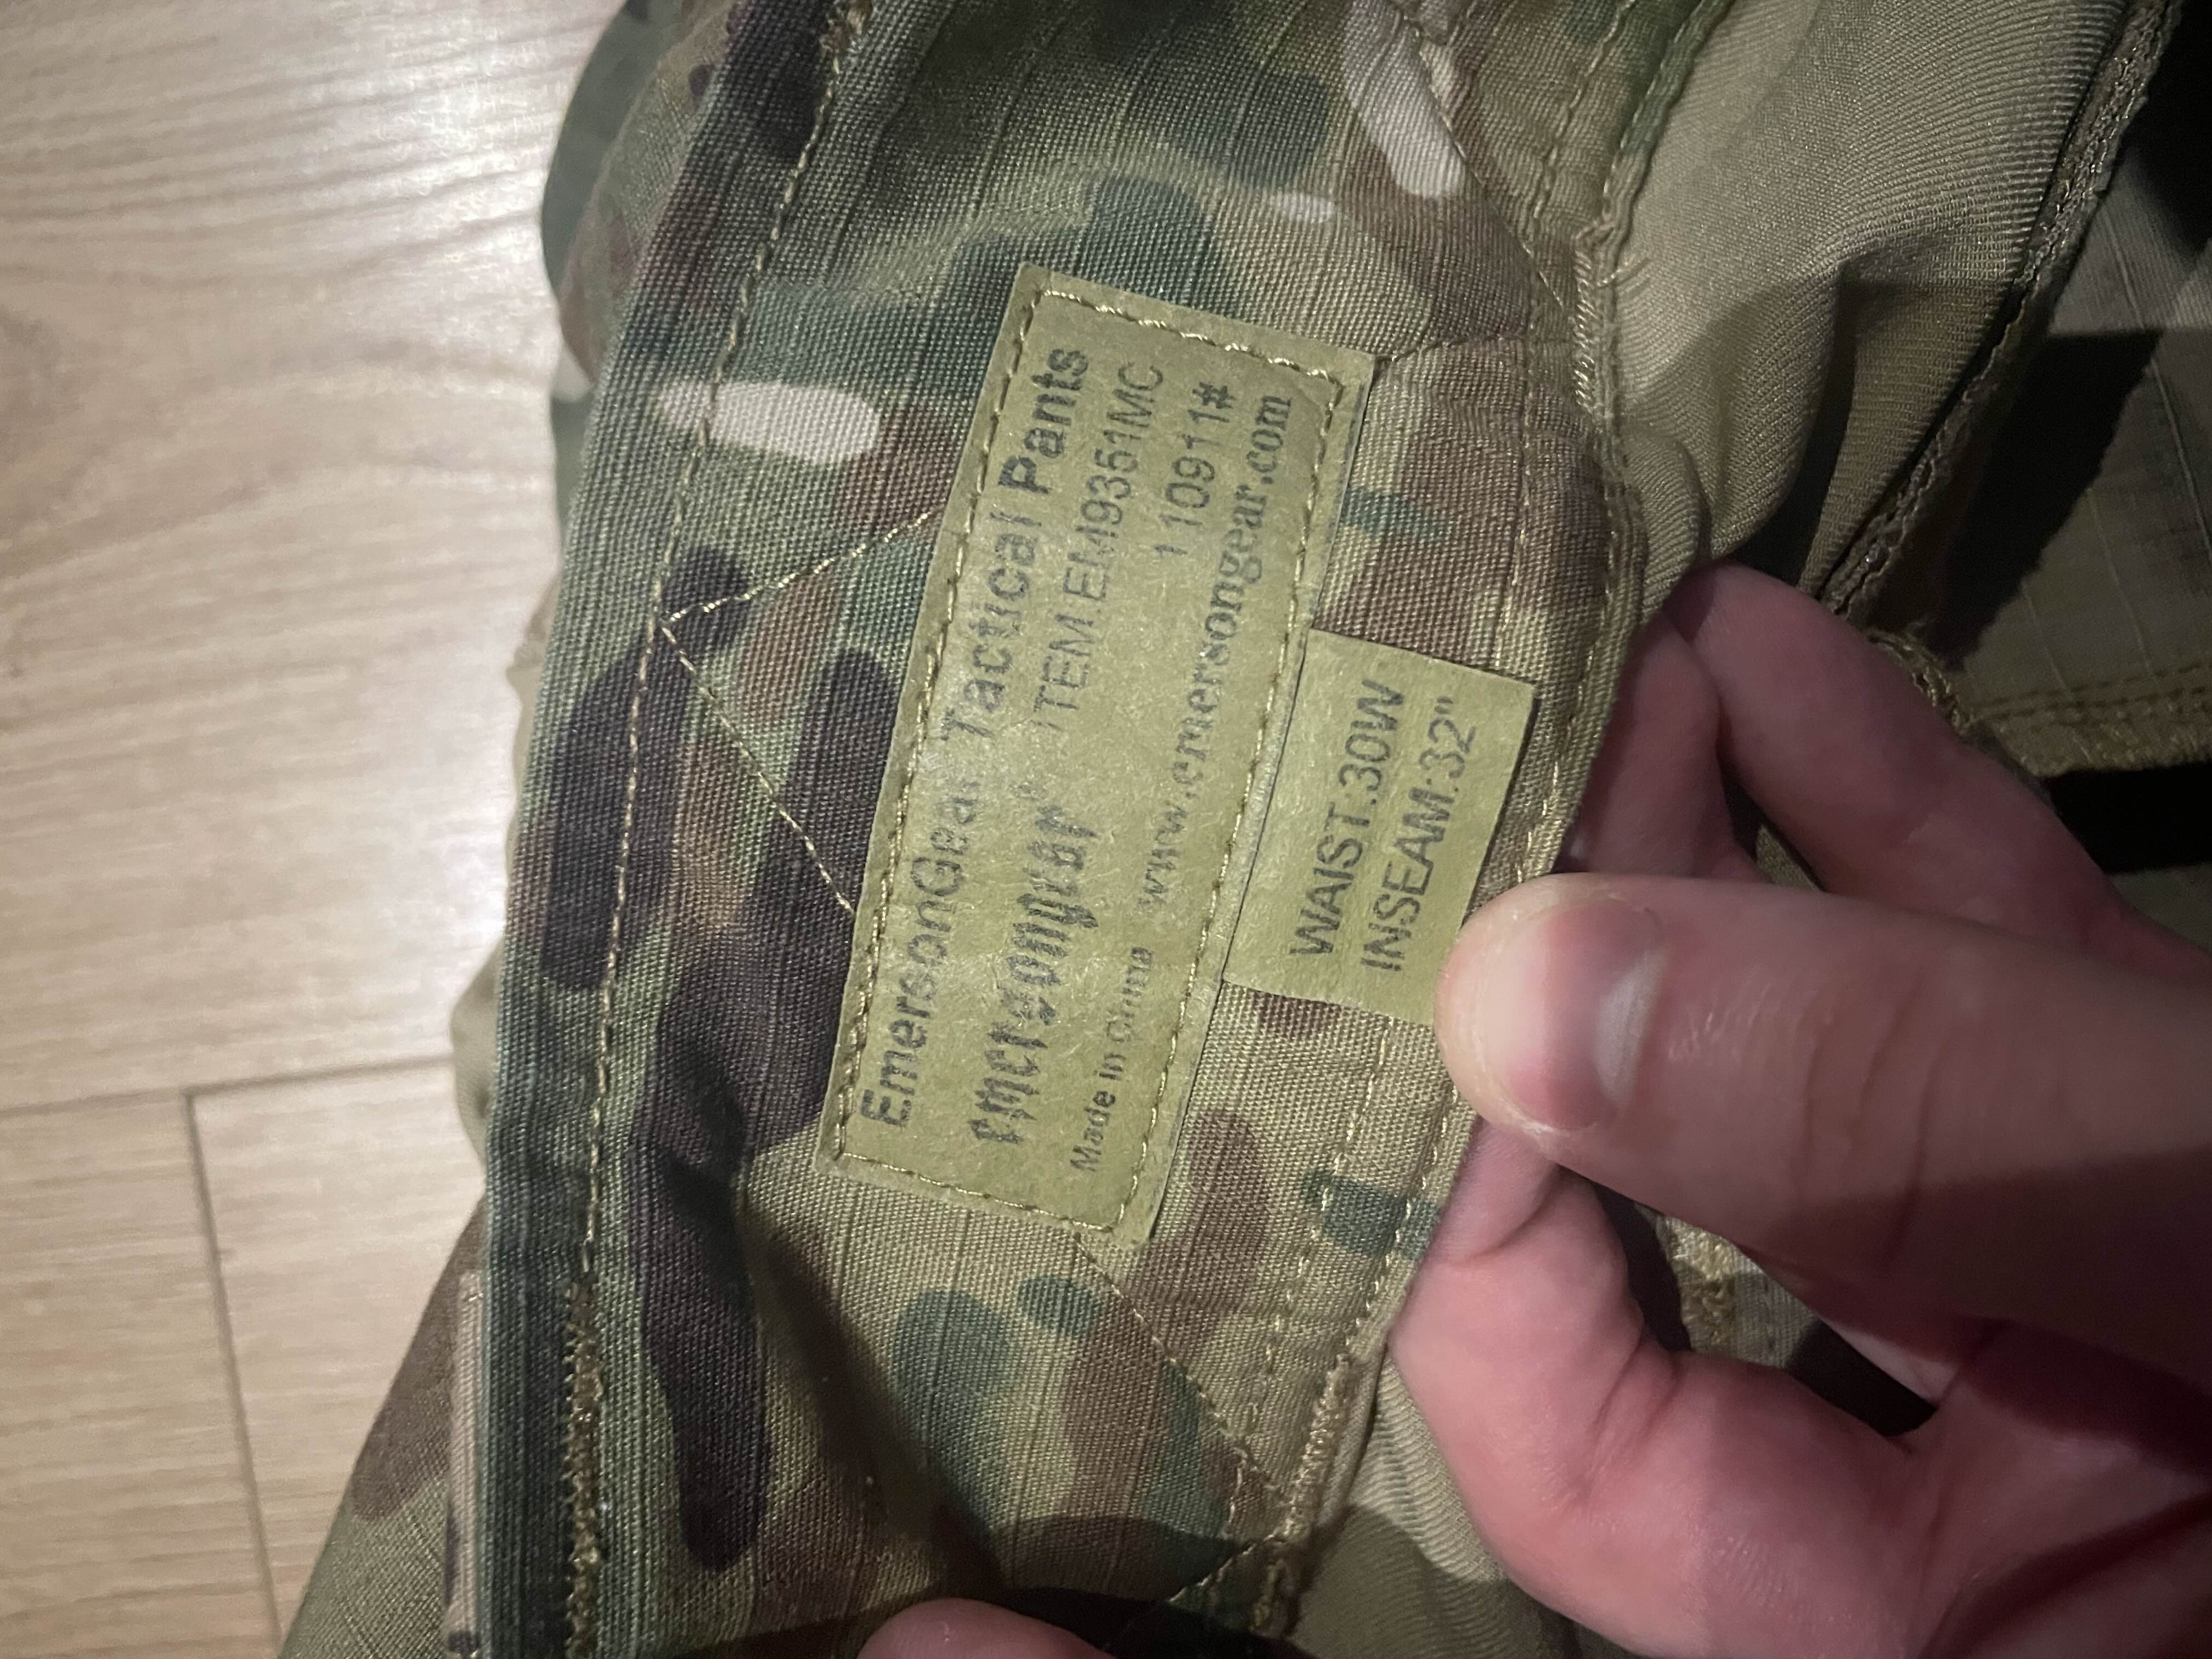 EmersonGear Tactical Pants
emersongear® ITEM.EM9351MC
110911#
Made in China www.emersongear.com
WAIST:30W
INSEAM:32"